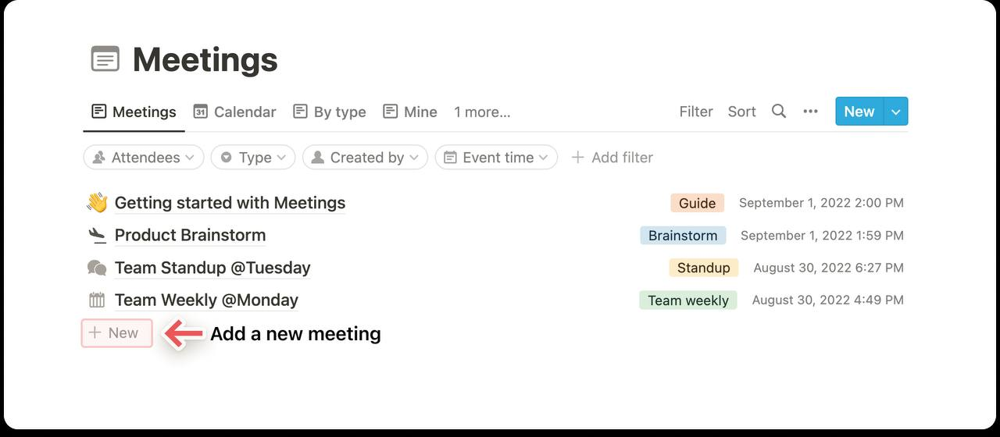 Meetings
Meetings 31 Calendar By type Mine 1 more... Filter Sort ••• New
Attendees Type Created by Event time + Add filter
Getting started with Meetings Guide September 1, 2022 2:00 PM
Product Brainstorm Brainstorm September 1, 2022 1:59 PM
Team Standup @Tuesday Standup August 30, 2022 6:27 PM
Team Weekly @Monday Team weekly August 30, 2022 4:49 PM
+ New Add a new meeting